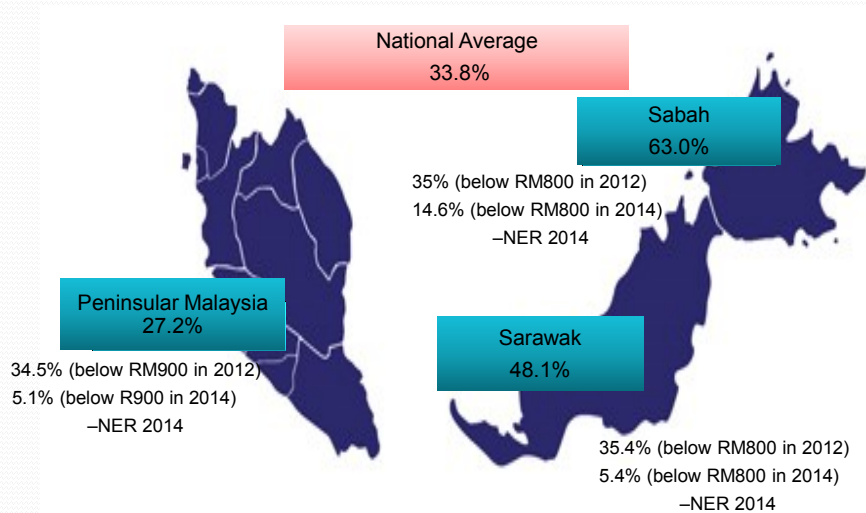 National Average
33.8%
Sabah
63.0%
35% (below RM800 in 2012)
14.6% (below RM800 in 2014)
–NER 2014
Peninsular Malaysia
27.2%
34.5% (below RM900 in 2012)
5.1% (below R900 in 2014)
–NER 2014
Sarawak
48.1%
35.4% (below RM800 in 2012)
5.4% (below RM800 in 2014)
–NER 2014